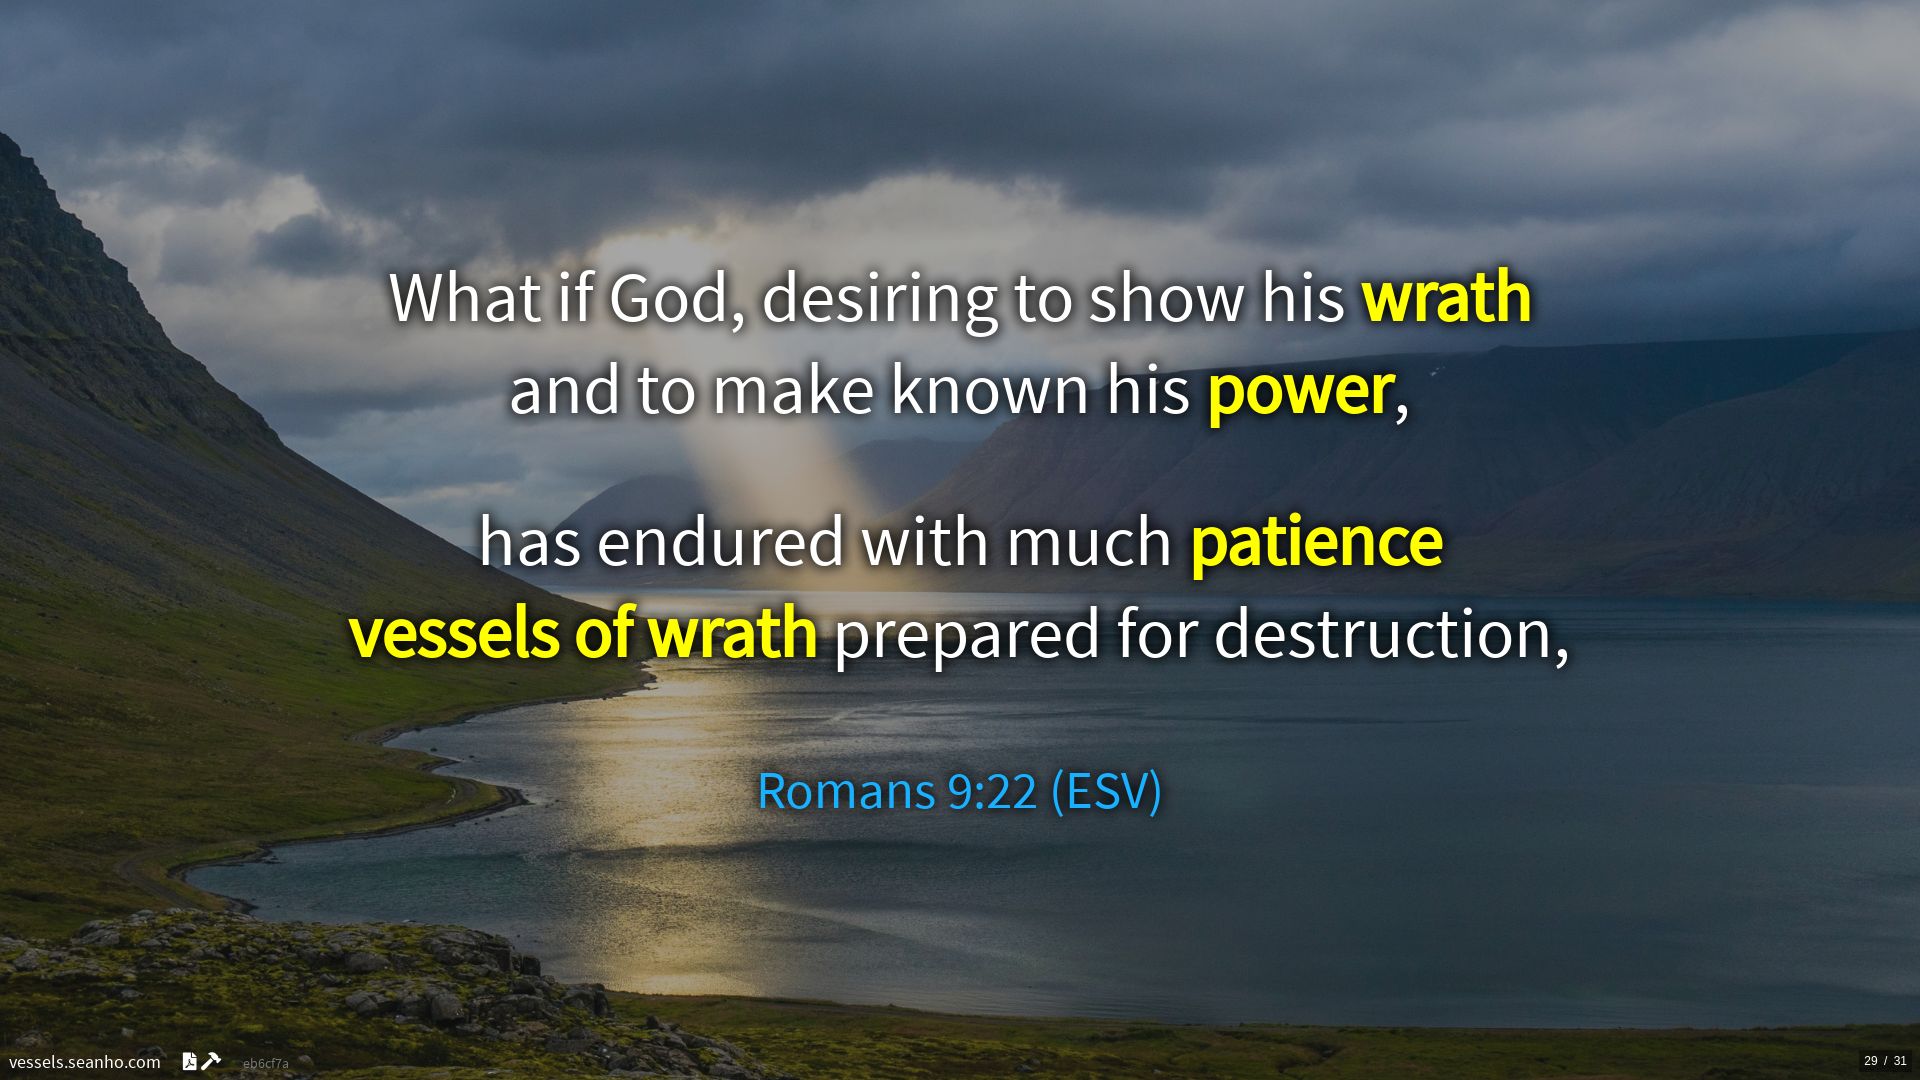 What if God, desiring to show his wrath
and to make known his power,
has endured with much patience
vessels of wrath prepared for destruction,
Romans 9:22 (ESV)
vessels.seanho.com eb6cf7a
29 / 31